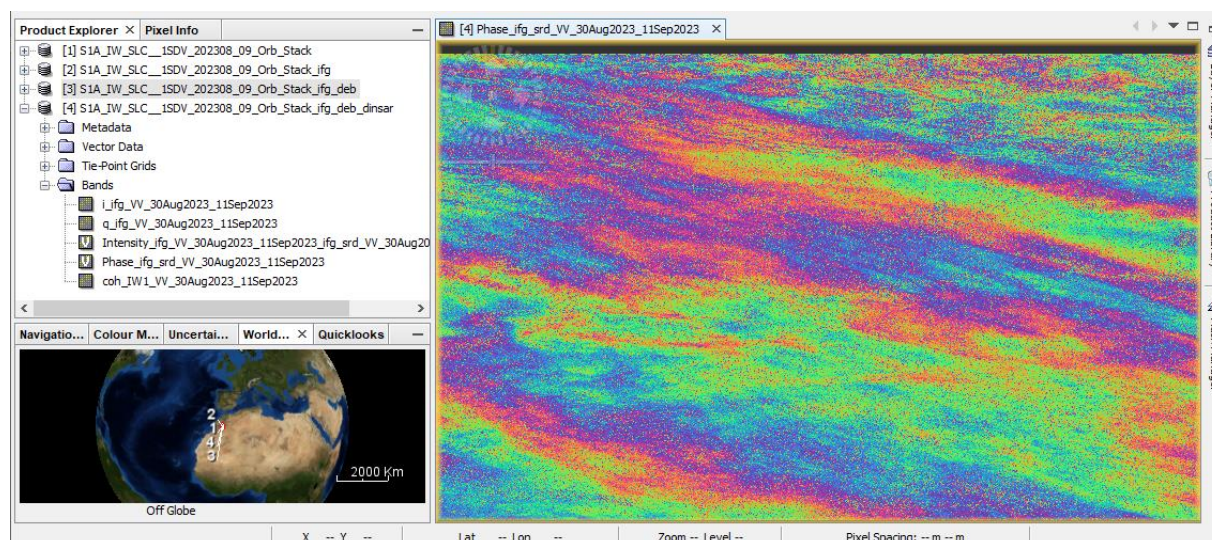 Product Explorer × Pixel Info
[1] S1A_IW_SLC__1SDV_202308_09_Orb_Stack
[2] S1A_IW_SLC__1SDV_202308_09_Orb_Stack_ifg
[3] S1A_IW_SLC__1SDV_202308_09_Orb_Stack_ifg_deb
[4] S1A_IW_SLC__1SDV_202308_09_Orb_Stack_ifg_deb_dinsar
Metadata
Vector Data
Tie-Point Grids
Bands
i_ifg_VV_30Aug2023_11Sep2023
q_ifg_VV_30Aug2023_11Sep2023
Intensity_ifg_VV_30Aug2023_11Sep2023_ifg_srd_VV_30Aug20
Phase_ifg_srd_VV_30Aug2023_11Sep2023
coh_IW1_VV_30Aug2023_11Sep2023
Navigatio... Colour M... Uncertai... World... × Quicklooks
2
1
4
3
2000 Km
Off Globe
[4] Phase_ifg_srd_VV_30Aug2023_11Sep2023 ×
X -- Y -- Lat -- Lon -- Zoom -- Level -- Pixel Spacing: -- m -- m